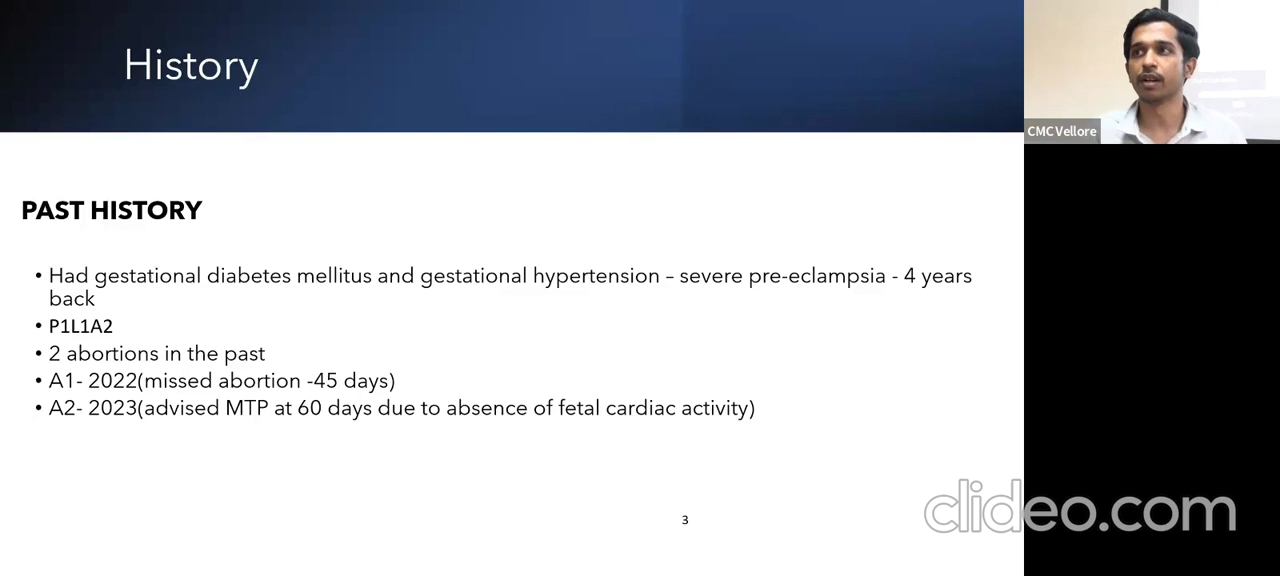 History
CMC Vellore
PAST HISTORY
• Had gestational diabetes mellitus and gestational hypertension – severe pre-eclampsia - 4 years
back
• P1L1A2
• 2 abortions in the past
• A1- 2022(missed abortion -45 days)
• A2- 2023(advised MTP at 60 days due to absence of fetal cardiac activity)
3
clideo.com